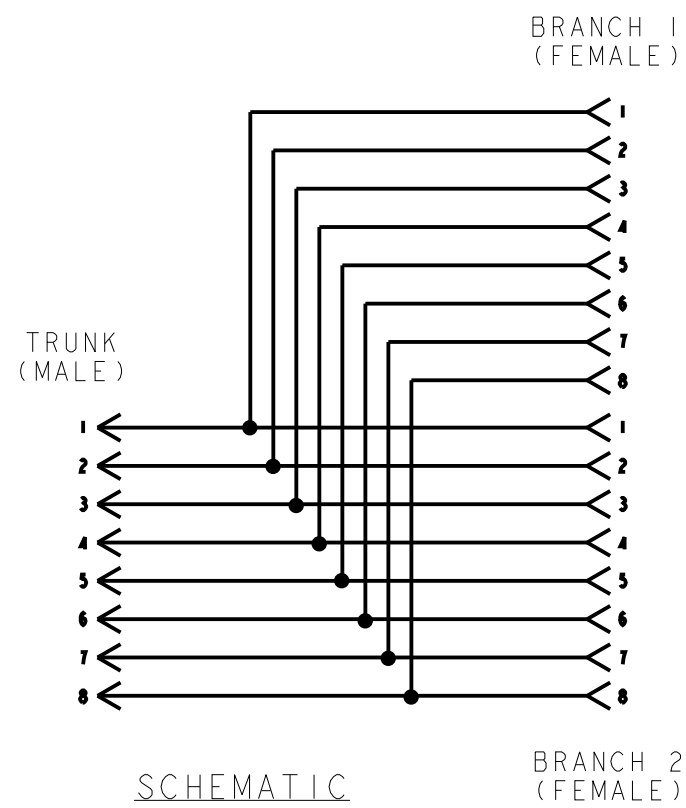 BRANCH 1
(FEMALE)
1
2
3
4
5
6
7
8
TRUNK
(MALE)
1 1
2 2
3 3
4 4
5 5
6 6
7 7
8 8
BRANCH 2
(FEMALE)
SCHEMATIC